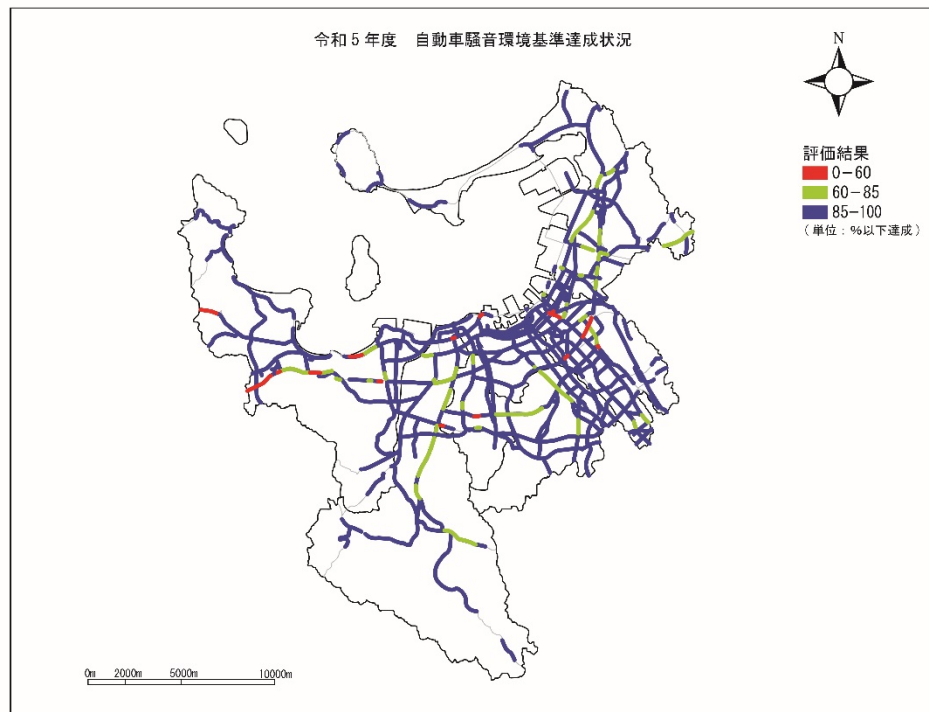 令和5年度　自動車騒音環境基準達成状況
N
評価結果
0-60
60-85
85-100
(単位:%以下達成)
0m 2000m 5000m 10000m